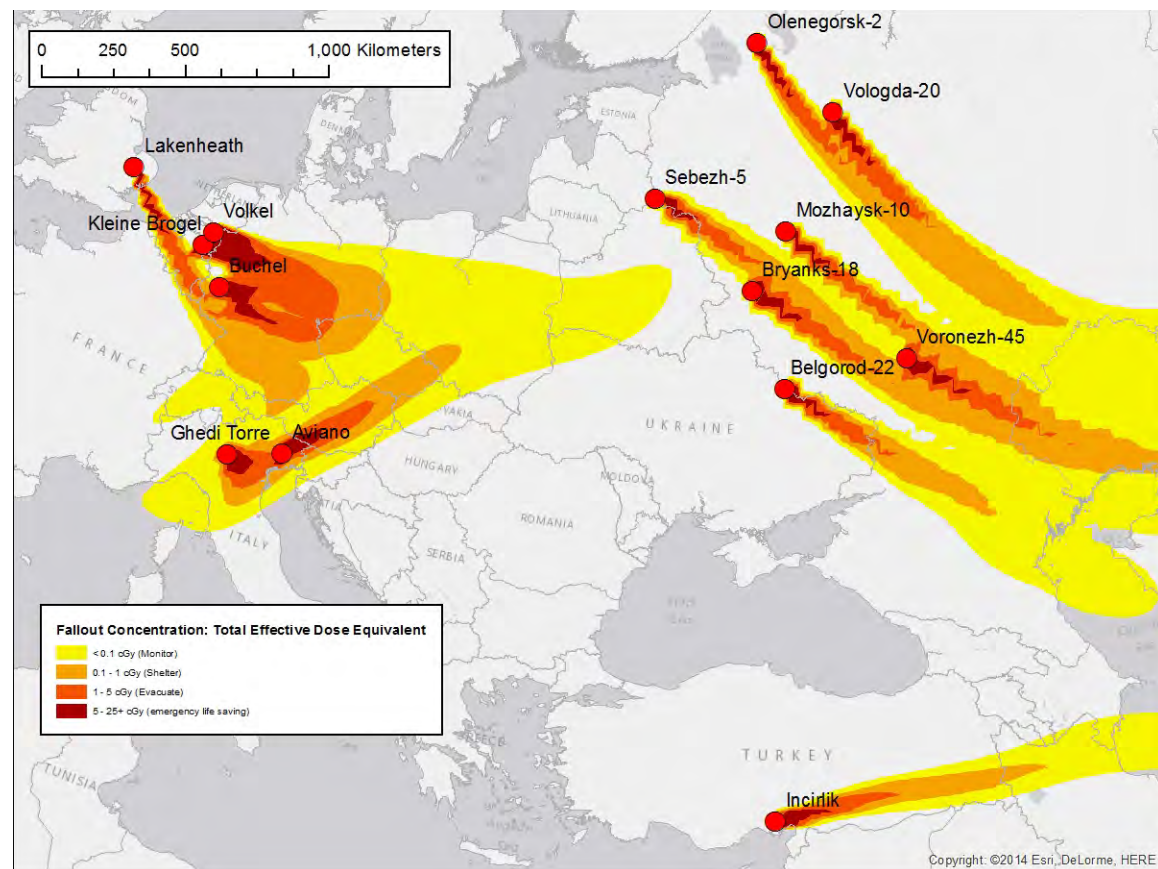 0 250 500 1,000 Kilometers
Olenegorsk-2
Vologda-20
ESTONIA
DENMARK
Lakenheath
Sebezh-5
LITHUANIA
Mozhaysk-10
Volkel
Kleine Brogel
Bryanks-18
Buchel
Voronezh-45
FRANCE
Belgorod-22
Ghedi Torre
Aviano
VAKIA
UKRAINE
HUNGARY
MOLDOVA
ROMANIA
ITALY
SERBIA
Fallout Concentration: Total Effective Dose Equivalent
<0.1 cGy (Monitor)
0.1 - 1 cGy (Shelter)
1 - 5 cGy (Evacuate)
5 - 25+ cGy (emergency life saving)
TURKEY
TUNISIA
Incirlik
Copyright: ©2014 Esri, DeLorme, HERE